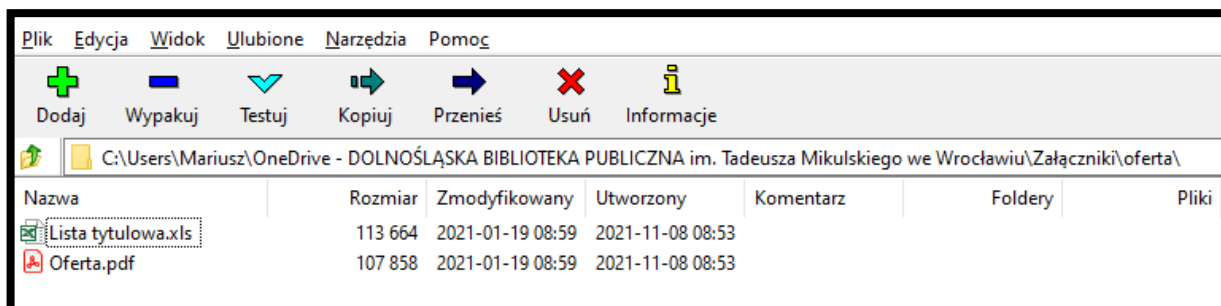 Plik Edycja Widok Ulubione Narzędzia Pomoc
Dodaj Wypakuj Testuj Kopiuj Przenieś Usuń Informacje
C:\Users\Mariusz\OneDrive - DOLNOŚLĄSKA BIBLIOTEKA PUBLICZNA im. Tadeusza Mikulskiego we Wrocławiu\Załączniki\oferta\
Nazwa Rozmiar Zmodyfikowany Utworzony Komentarz Foldery Pliki
Lista tytulowa.xls 113 664 2021-01-19 08:59 2021-11-08 08:53
Oferta.pdf 107 858 2021-01-19 08:59 2021-11-08 08:53